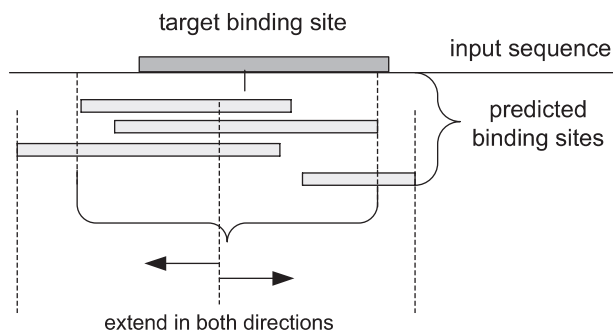 target binding site
input sequence
predicted
binding sites
extend in both directions